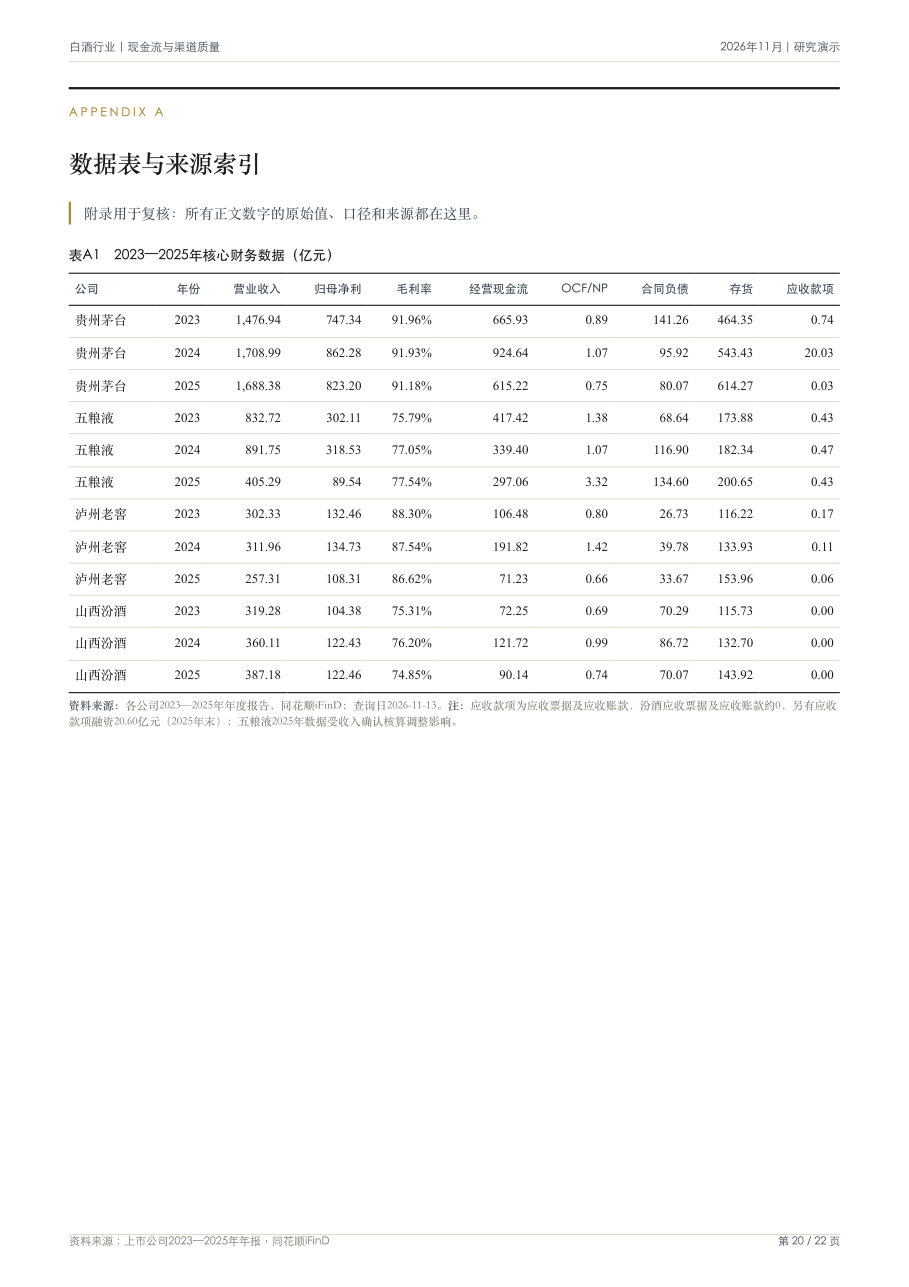 白酒行业丨现金流与渠道质量 2026年11月丨研究演示
APPENDIX A
数据表与来源索引
附录用于复核：所有正文数字的原始值、口径和来源都在这里。
表A1 2023—2025年核心财务数据（亿元）
公司 年份 营业收入 归母净利 毛利率 经营现金流 OCF/NP 合同负债 存货 应收款项
贵州茅台 2023 1,476.94 747.34 91.96% 665.93 0.89 141.26 464.35 0.74
贵州茅台 2024 1,708.99 862.28 91.93% 924.64 1.07 95.92 543.43 20.03
贵州茅台 2025 1,688.38 823.20 91.18% 615.22 0.75 80.07 614.27 0.03
五粮液 2023 832.72 302.11 75.79% 417.42 1.38 68.64 173.88 0.43
五粮液 2024 891.75 318.53 77.05% 339.40 1.07 116.90 182.34 0.47
五粮液 2025 405.29 89.54 77.54% 297.06 3.32 134.60 200.65 0.43
泸州老窖 2023 302.33 132.46 88.30% 106.48 0.80 26.73 116.22 0.17
泸州老窖 2024 311.96 134.73 87.54% 191.82 1.42 39.78 133.93 0.11
泸州老窖 2025 257.31 108.31 86.62% 71.23 0.66 33.67 153.96 0.06
山西汾酒 2023 319.28 104.38 75.31% 72.25 0.69 70.29 115.73 0.00
山西汾酒 2024 360.11 122.43 76.20% 121.72 0.99 86.72 132.70 0.00
山西汾酒 2025 387.18 122.46 74.85% 90.14 0.74 70.07 143.92 0.00
资料来源：各公司2023—2025年年度报告，同花顺iFinD；查询日2026-11-13。注：应收款项为应收票据及应收账款，汾酒应收票据及应收账款约0，另有应收
款项融资20.60亿元（2025年末）；五粮液2025年数据受收入确认核算调整影响。
资料来源：上市公司2023—2025年年报·同花顺iFinD 第 20 / 22 页